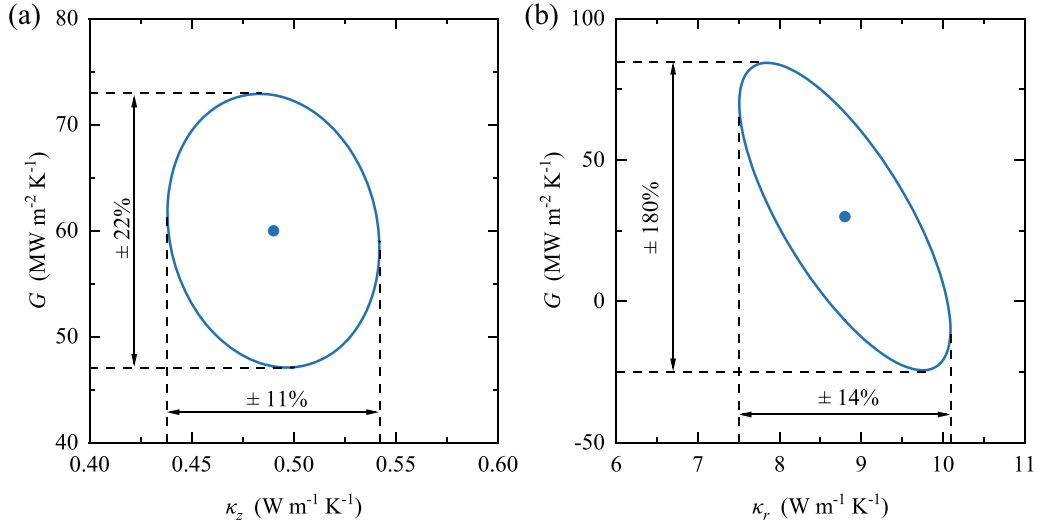 (a)
80
70
60
50
40
G (MW m⁻² K⁻¹)
± 22%
± 11%
0.40 0.45 0.50 0.55 0.60
κz (W m⁻¹ K⁻¹)
(b)
100
50
0
-50
G (MW m⁻² K⁻¹)
± 180%
± 14%
6 7 8 9 10 11
κr (W m⁻¹ K⁻¹)